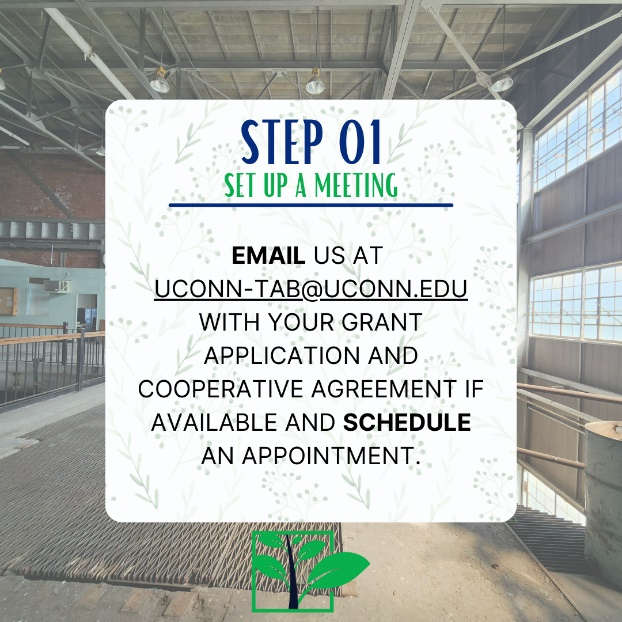 STEP 01
SET UP A MEETING
EMAIL US AT
UCONN-TAB@UCONN.EDU
WITH YOUR GRANT
APPLICATION AND
COOPERATIVE AGREEMENT IF
AVAILABLE AND SCHEDULE
AN APPOINTMENT.